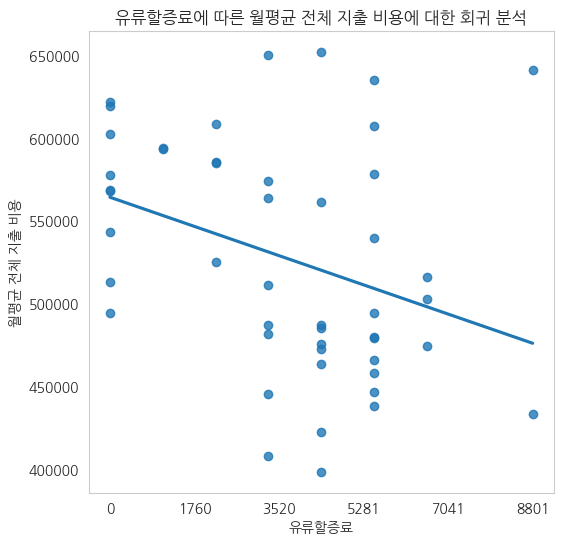 유류할증료에 따른 월평균 전체 지출 비용에 대한 회귀 분석
650000
600000
550000
500000
450000
400000
월평균 전체 지출 비용
0 1760 3520 5281 7041 8801
유류할증료